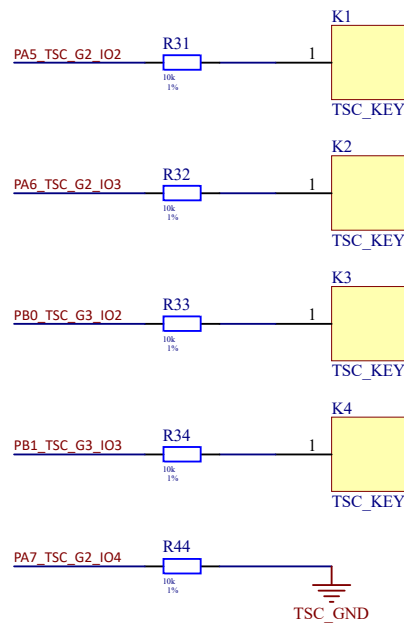 K1
PA5_TSC_G2_IO2
R31
1
10k
1%
TSC_KEY
K2
PA6_TSC_G2_IO3
R32
1
10k
1%
TSC_KEY
K3
PB0_TSC_G3_IO2
R33
1
10k
1%
TSC_KEY
K4
PB1_TSC_G3_IO3
R34
1
10k
1%
TSC_KEY
PA7_TSC_G2_IO4
R44
10k
1%
TSC_GND